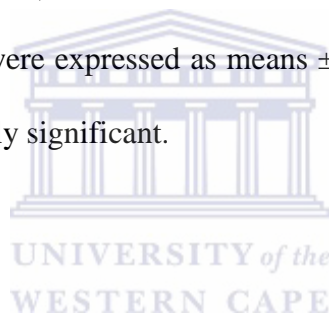 were expressed as means ±
y significant.
UNIVERSITY of the
WESTERN CAPE